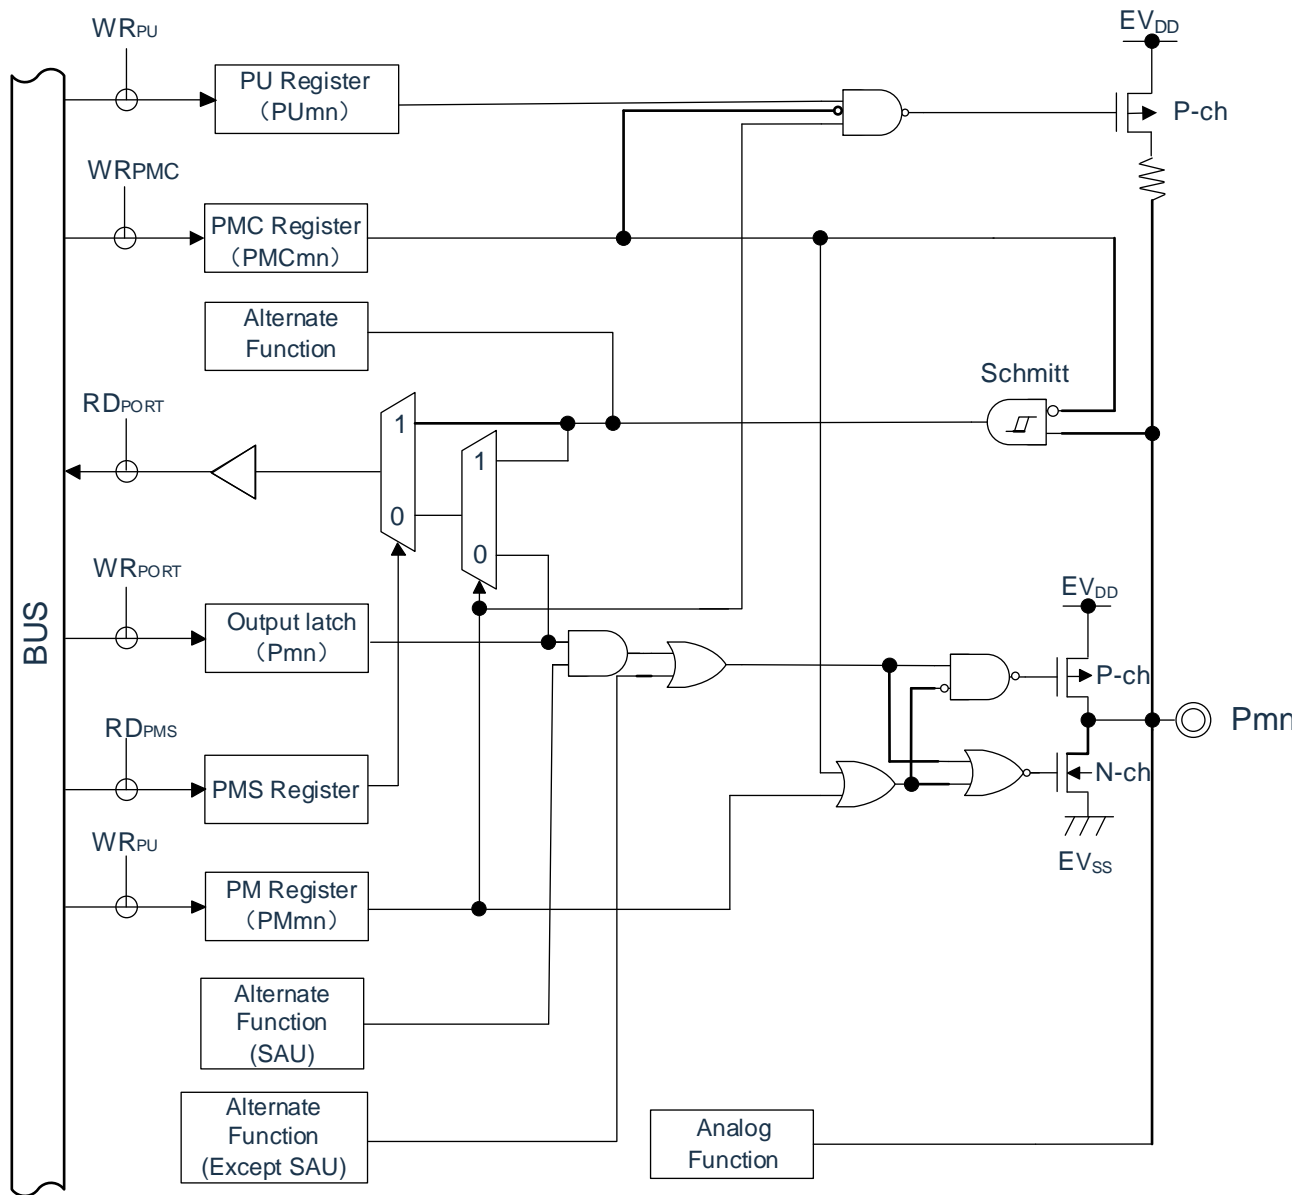 WRPU
EVDD
PU Register
（PUmn）
P-ch
WRPMC
PMC Register
（PMCmn）
Alternate
Function
Schmitt
RDPORT
1
1
0
0
WRPORT
BUS
Output latch
（Pmn）
EVDD
P-ch
Pmn
RDPMS
PMS Register
N-ch
WRPU
EVSS
PM Register
（PMmn）
Alternate
Function
(SAU)
Alternate
Function
(Except SAU)
Analog
Function